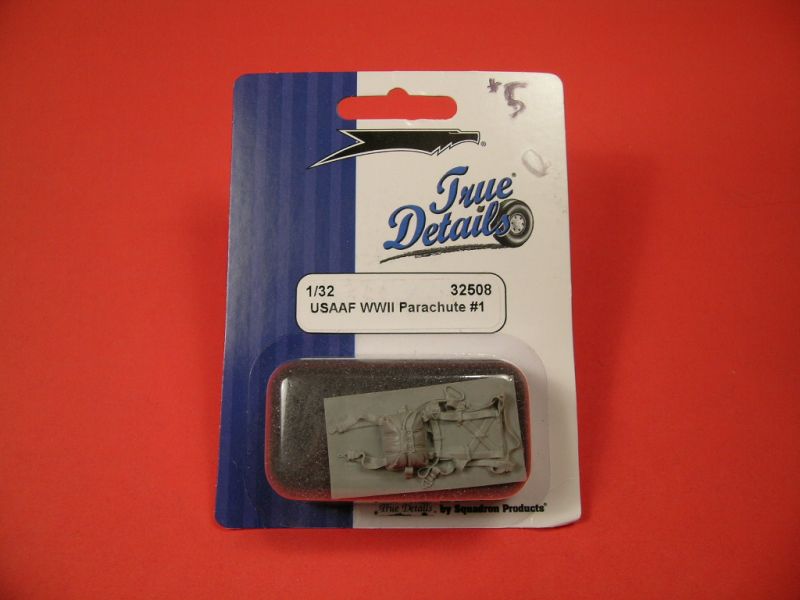 $5
True
Details
1/32 32508
USAAF WWII Parachute #1
True Details by Squadron Products